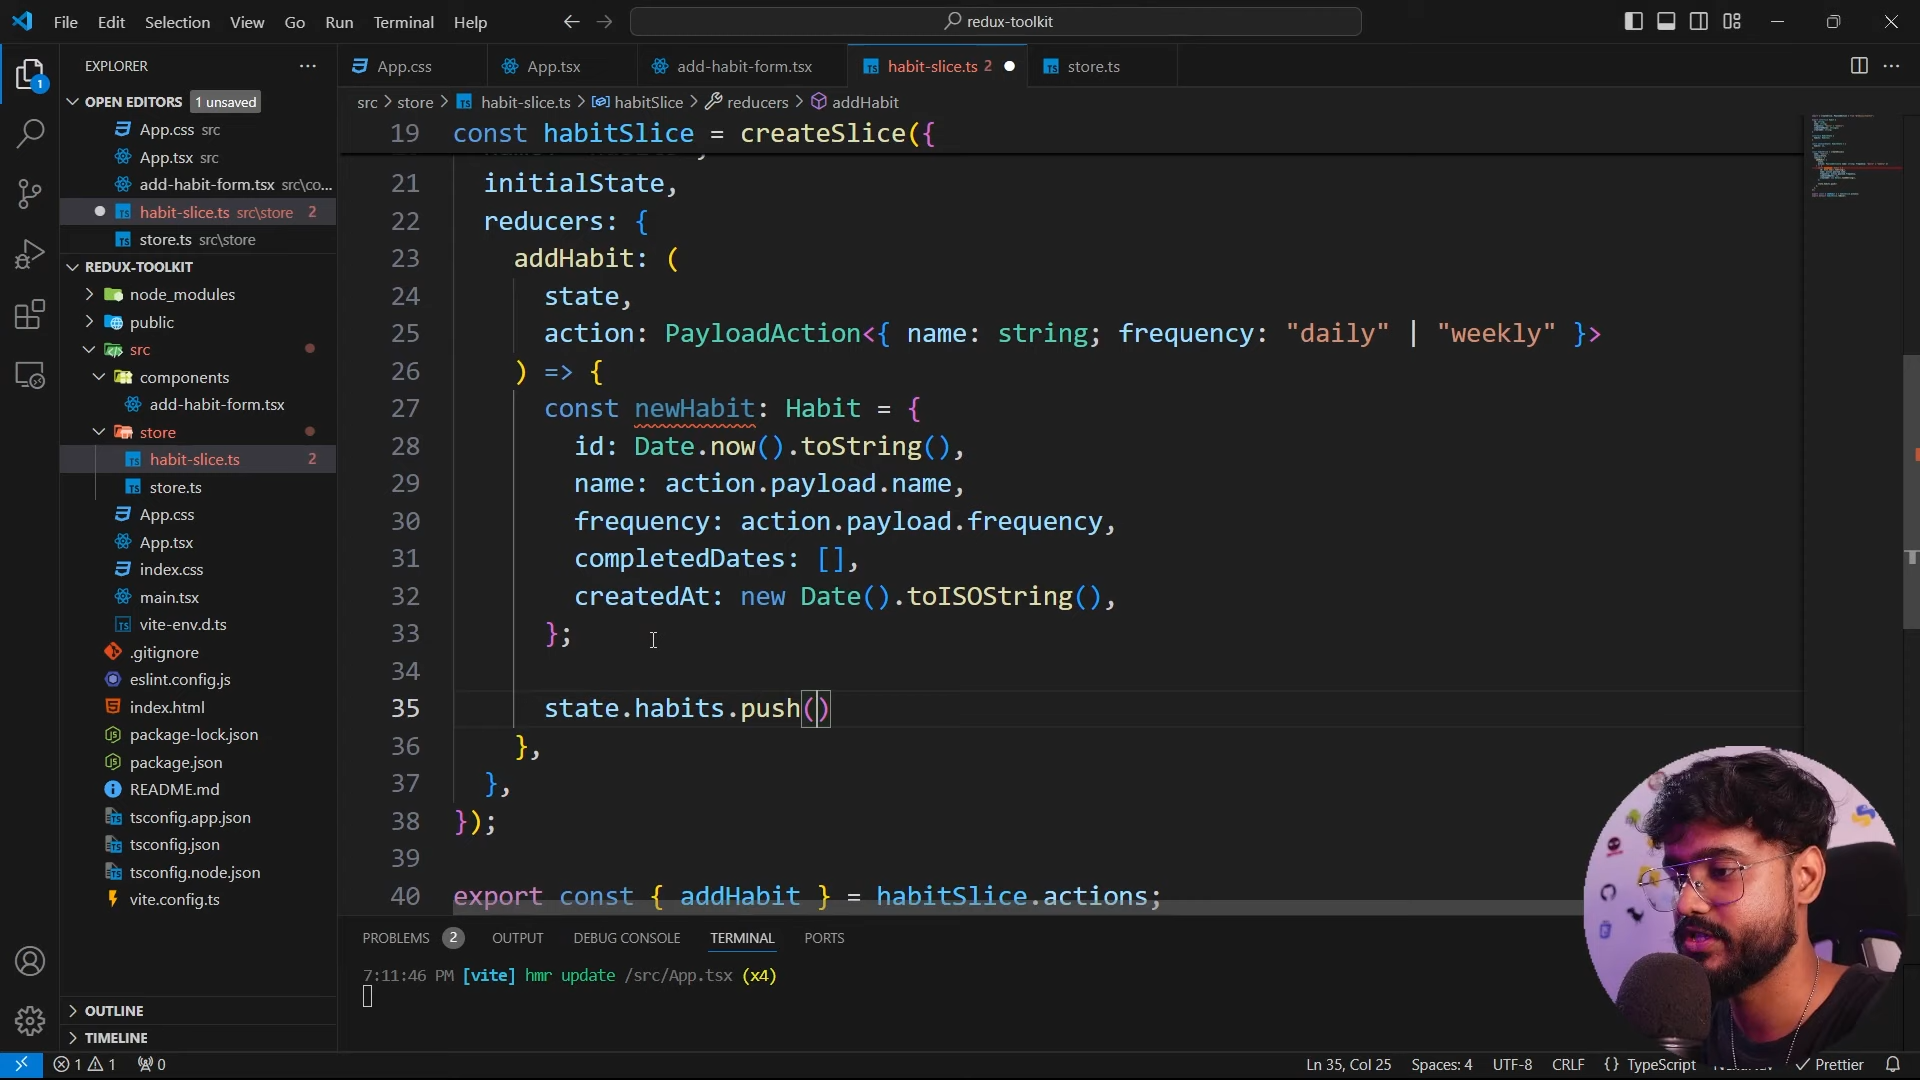 File Edit Selection View Go Run Terminal Help
redux-toolkit
EXPLORER
OPEN EDITORS 1 unsaved
App.css src
App.tsx src
add-habit-form.tsx src\co...
habit-slice.ts src\store 2
store.ts src\store
REDUX-TOOLKIT
node_modules
public
src
components
add-habit-form.tsx
store
habit-slice.ts 2
store.ts
App.css
App.tsx
index.css
main.tsx
vite-env.d.ts
.gitignore
eslint.config.js
index.html
package-lock.json
package.json
README.md
tsconfig.app.json
tsconfig.json
tsconfig.node.json
vite.config.ts
OUTLINE
TIMELINE
App.css App.tsx add-habit-form.tsx habit-slice.ts 2 store.ts
src > store > habit-slice.ts > habitSlice > reducers > addHabit
19 const habitSlice = createSlice({
21 initialState,
22 reducers: {
23 addHabit: (
24 state,
25 action: PayloadAction<{ name: string; frequency: "daily" | "weekly" }>
26 ) => {
27 const newHabit: Habit = {
28 id: Date.now().toString(),
29 name: action.payload.name,
30 frequency: action.payload.frequency,
31 completedDates: [],
32 createdAt: new Date().toISOString(),
33 };
34
35 state.habits.push()
36 },
37 },
38 });
39
40 export const { addHabit } = habitSlice.actions;
PROBLEMS 2 OUTPUT DEBUG CONSOLE TERMINAL PORTS
7:11:46 PM [vite] hmr update /src/App.tsx (x4)
1 1 0
Ln 35, Col 25 Spaces: 4 UTF-8 CRLF {} TypeScript Prettier